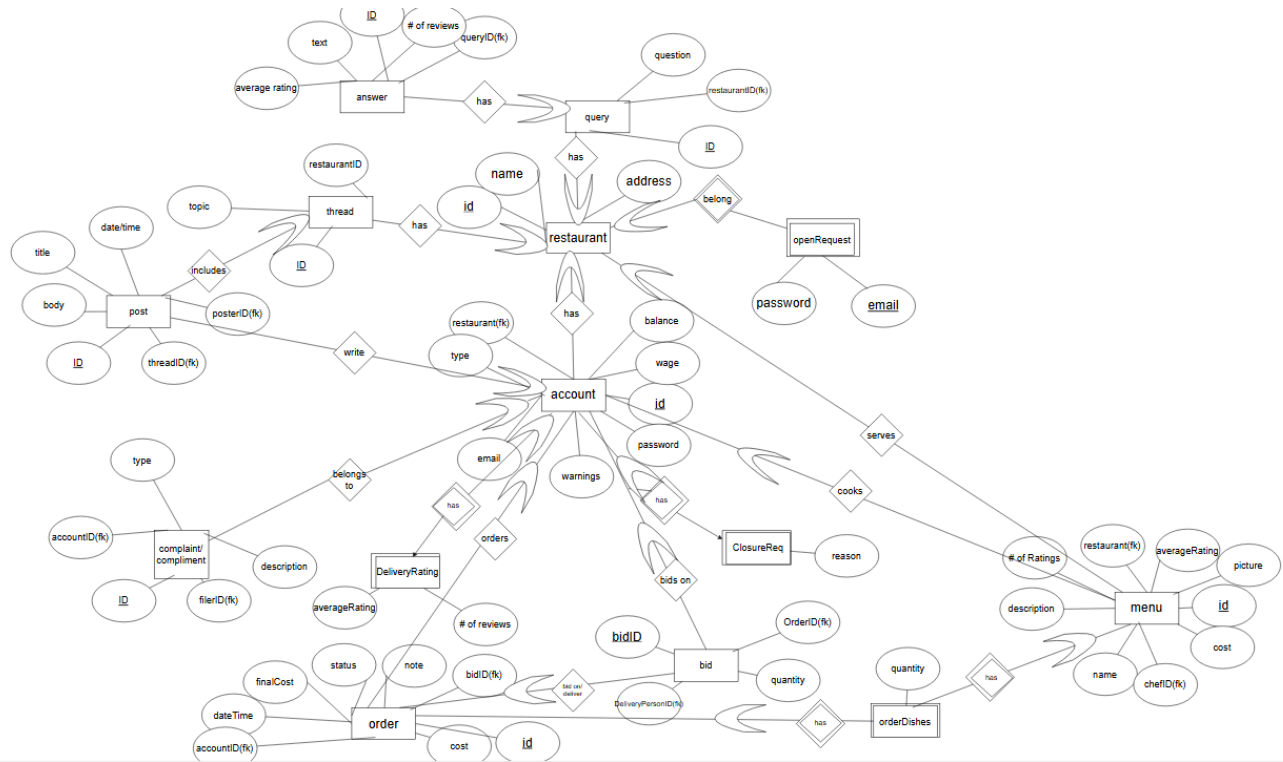 ID
# of reviews
text
queryID(fk)
question
average rating
answer
has
restaurantID(fk)
query
ID
has
restaurantID
name
address
topic
thread
id
belong
has
restaurant
openRequest
date/time
title
includes
ID
body
post
posterID(fk)
password
email
restaurant(fk)
has
balance
ID
threadID(fk)
write
type
wage
account
id
password
serves
type
email
warnings
belongs
to
cooks
has
has
accountID(fk)
complaint/
compliment
description
orders
ClosureReq
reason
restaurant(fk)
averageRating
# of Ratings
picture
DeliveryRating
bids on
ID
filerID(fk)
averageRating
# of reviews
description
menu
id
cost
bidID
OrderID(fk)
status
note
bid
quantity
has
name
chefID(fk)
finalCost
bidID(fk)
bid on/
deliver
quantity
DeliveryPersonID(fk)
dateTime
order
has
orderDishes
accountID(fk)
cost
id